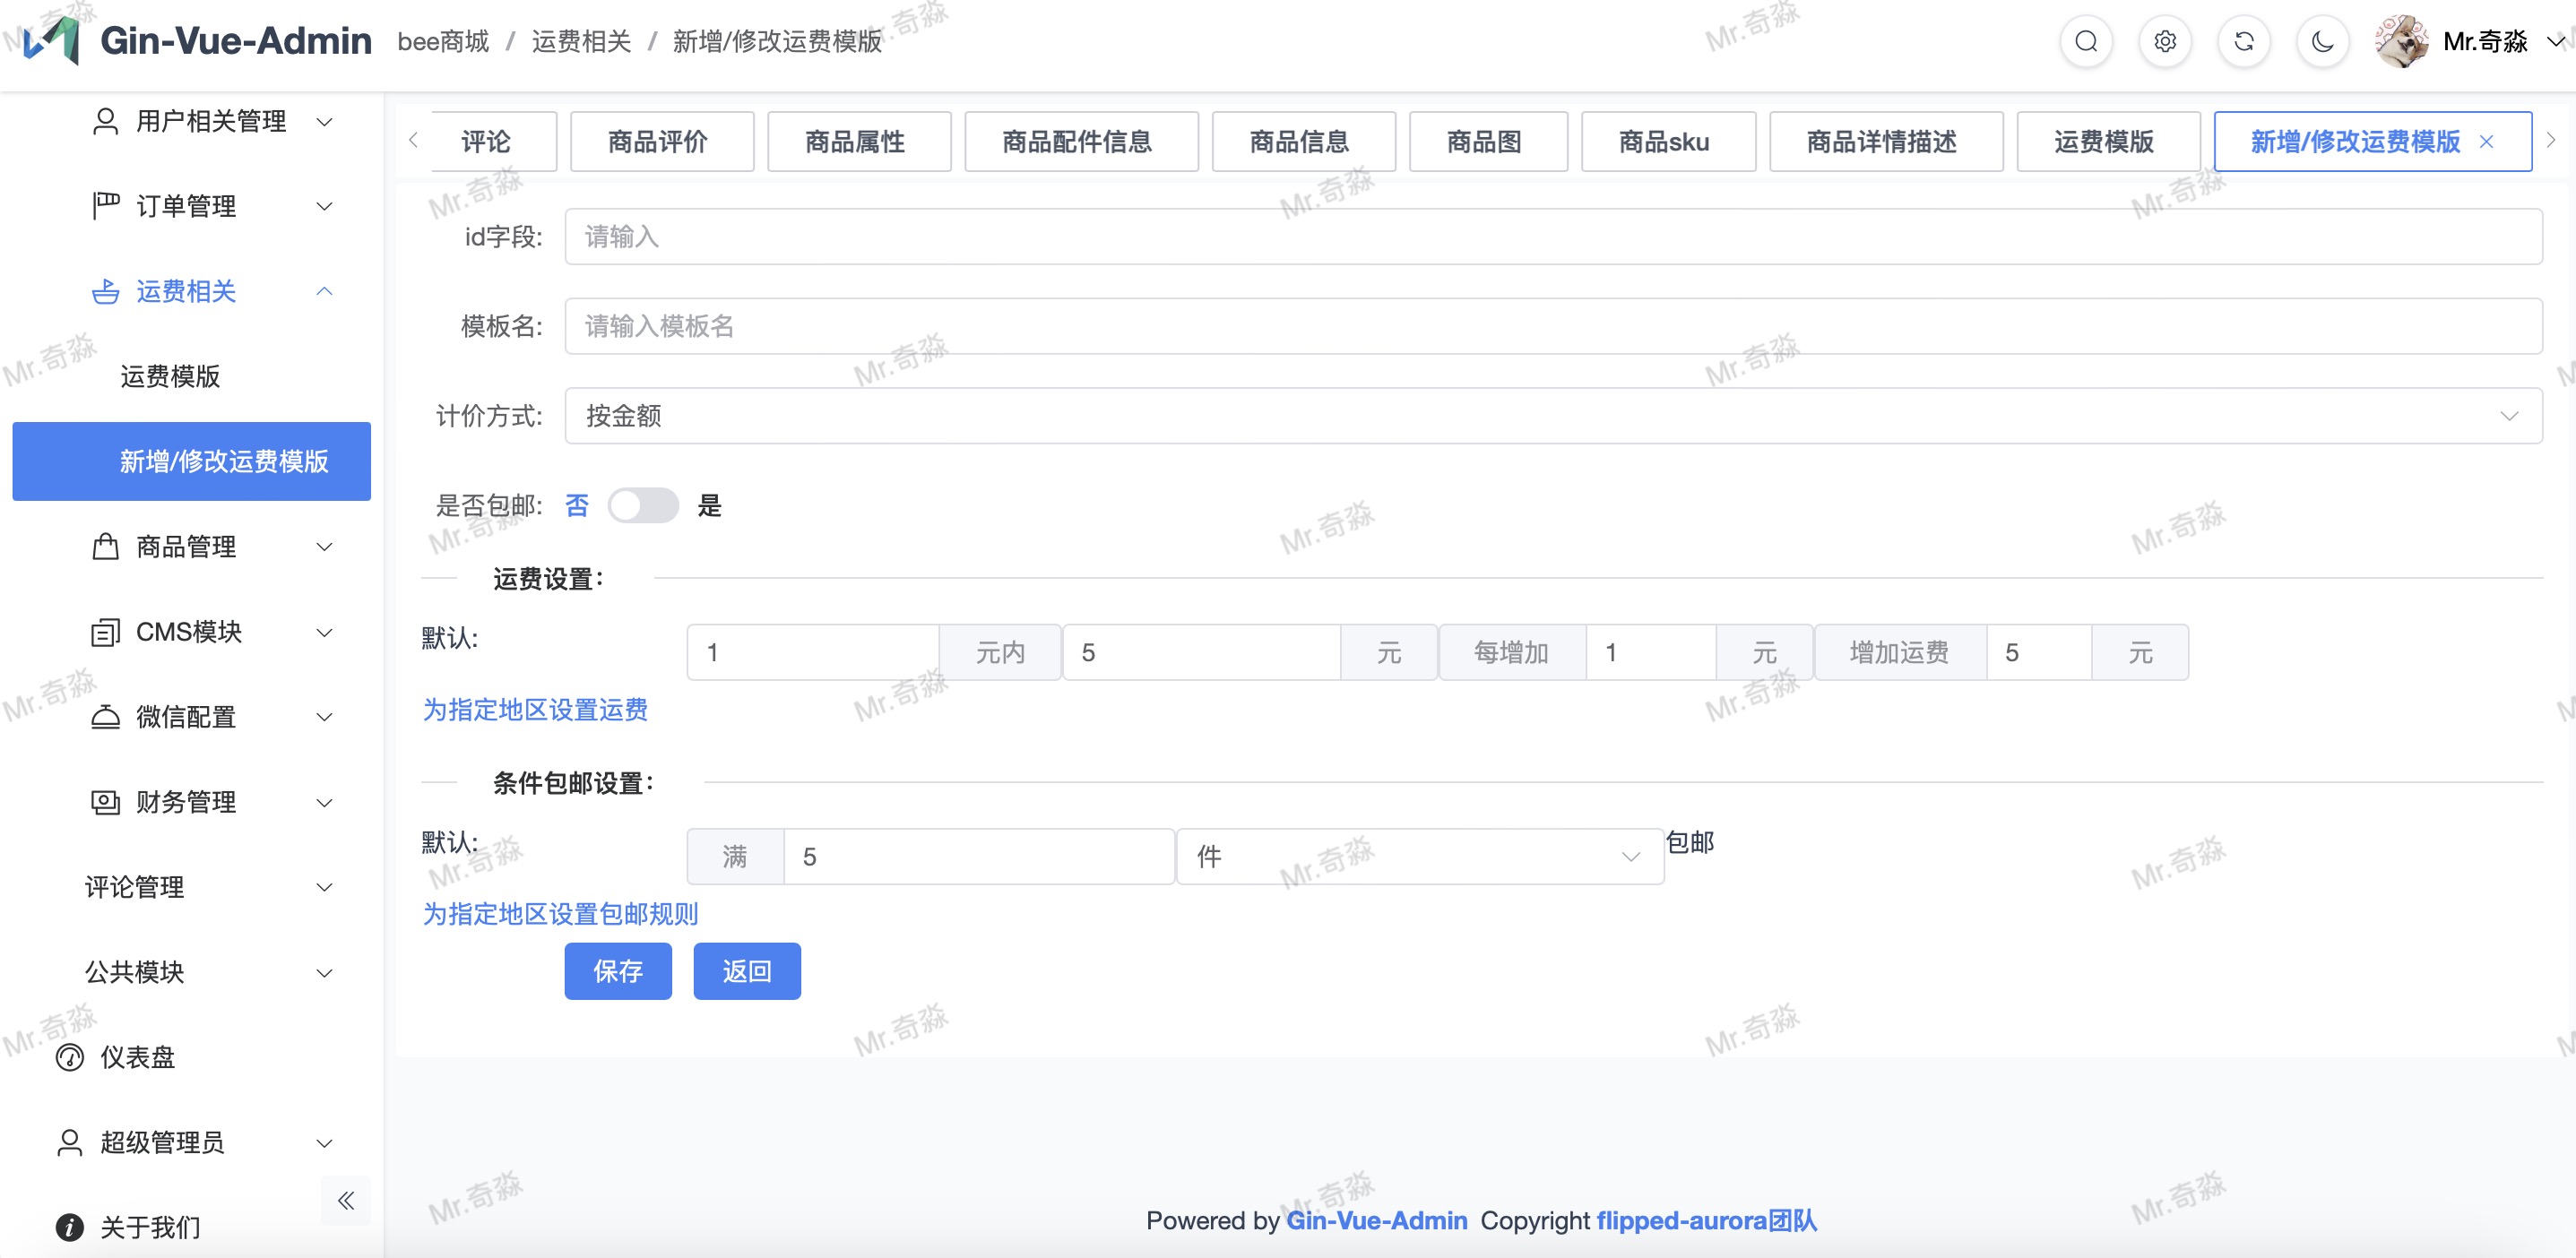 Gin-Vue-Admin
bee商城 / 运费相关 / 新增/修改运费模版
Mr.奇淼
用户相关管理
订单管理
运费相关
运费模版
新增/修改运费模版
商品管理
CMS模块
微信配置
财务管理
评论管理
公共模块
仪表盘
超级管理员
关于我们
评论 商品评价 商品属性 商品配件信息 商品信息 商品图 商品sku 商品详情描述 运费模版 新增/修改运费模版
id字段: 请输入
模板名: 请输入模板名
计价方式: 按金额
是否包邮: 否 是
运费设置：
默认: 1 元内 5 元 每增加 1 元 增加运费 5 元
为指定地区设置运费
条件包邮设置：
默认: 满 5 件 包邮
为指定地区设置包邮规则
保存 返回
Powered by Gin-Vue-Admin Copyright flipped-aurora团队